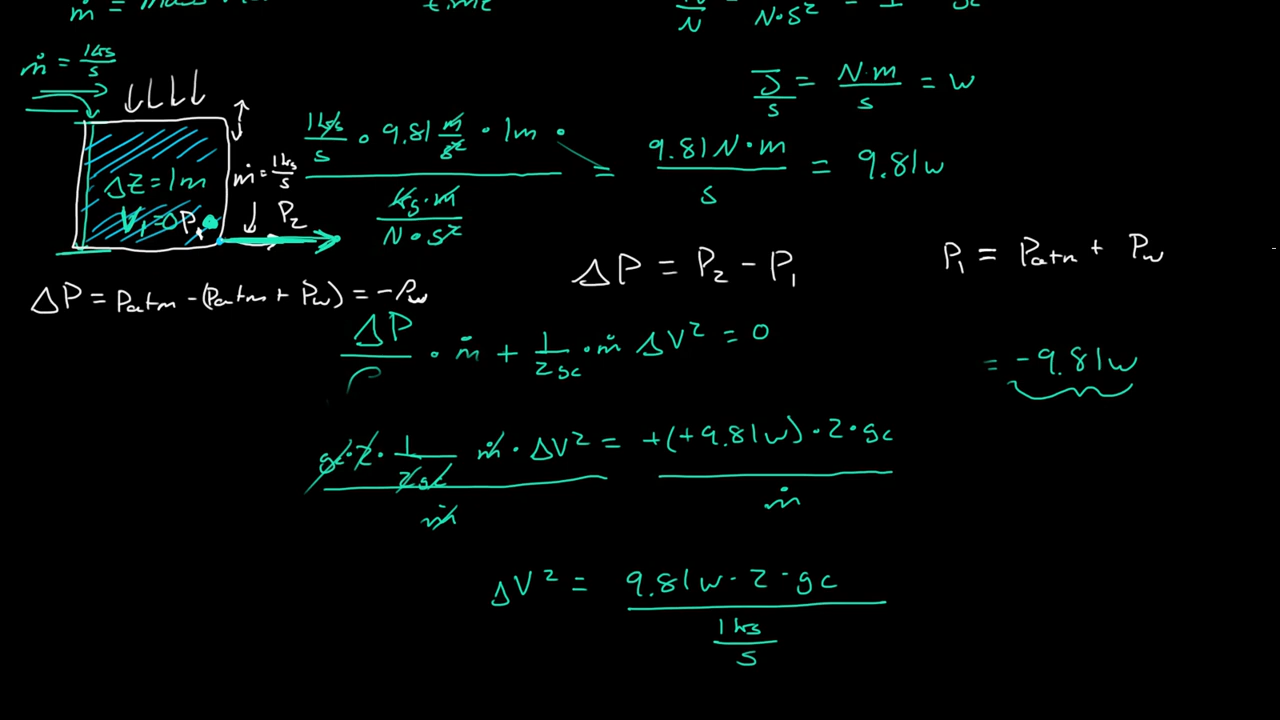 ṁ =
time
N
N·s²
ṁ = 1kg/s
J/s = N·m/s = W
1kg/s · 9.81 m/s² · 1m · / kg·m/N·s² = 9.81 N·m/s = 9.81w
ΔZ = 1m
ṁ = 1kg/s
V₁=0 P₁
P₂
ΔP = P₂ - P₁
P₁ = Patm + Pw
ΔP = Patm - (Patm + Pw) = -Pw
ΔP/ρ · ṁ + 1/2gc · ṁ ΔV² = 0
= -9.81w
gc·2· 1/2gc ṁ · ΔV² / ṁ = +(+9.81w)·2·gc / ṁ
ΔV² = 9.81w·2·gc / 1kg/s